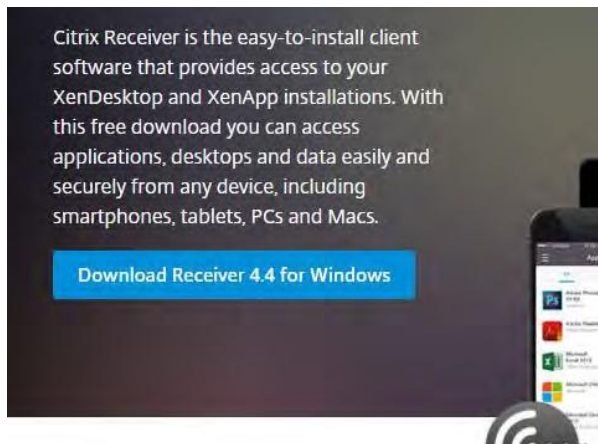 Citrix Receiver is the easy-to-install client
software that provides access to your
XenDesktop and XenApp installations. With
this free download you can access
applications, desktops and data easily and
securely from any device, including
smartphones, tablets, PCs and Macs.
Download Receiver 4.4 for Windows
Ps